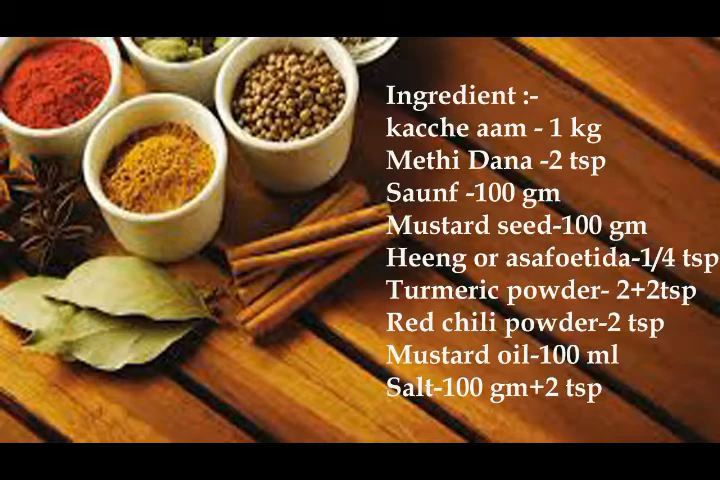 Ingredient :-
kacche aam - 1 kg
Methi Dana -2 tsp
Saunf -100 gm
Mustard seed-100 gm
Heeng or asafoetida-1/4 tsp
Turmeric powder- 2+2tsp
Red chili powder-2 tsp
Mustard oil-100 ml
Salt-100 gm+2 tsp